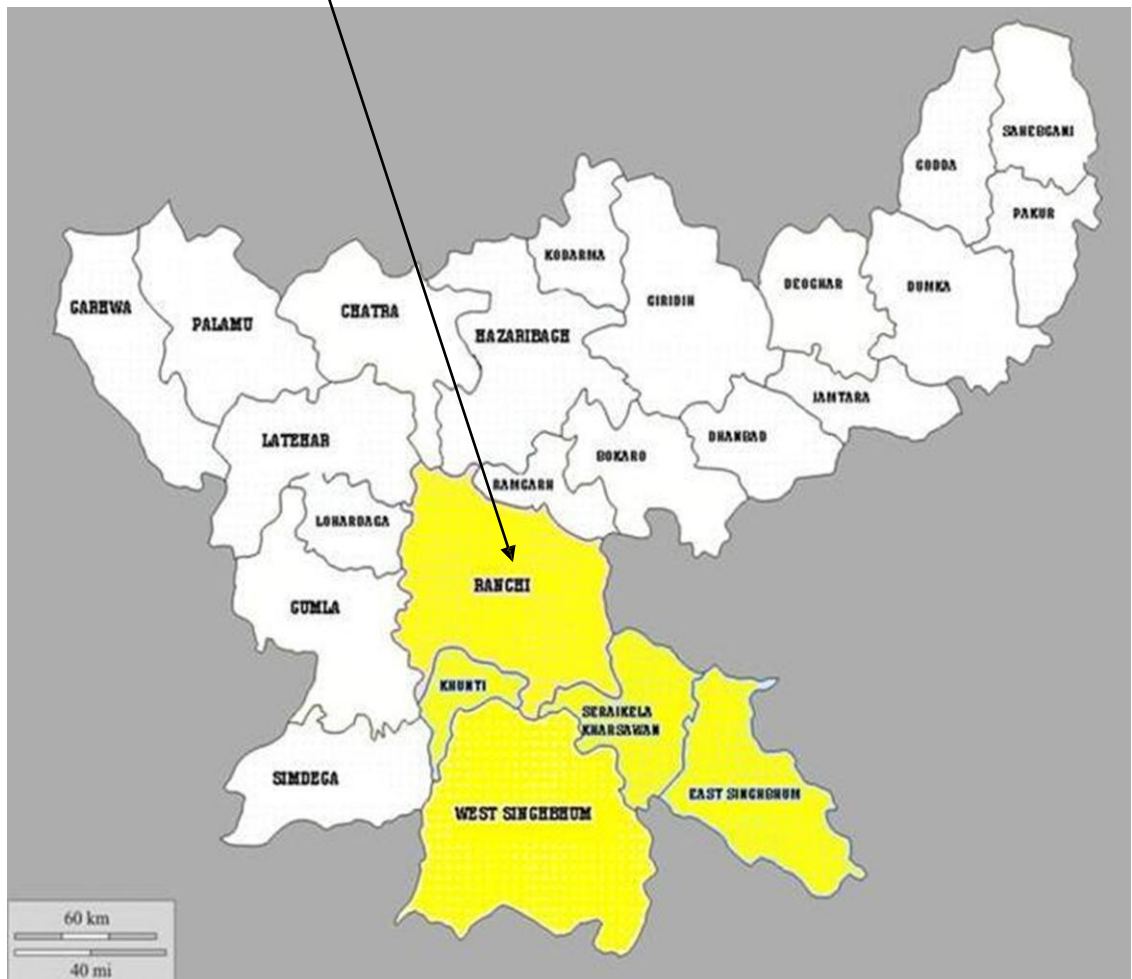 SAHEBGANI
GODDA
PAKUR
KODARMA
GIRIDIH
DEOGHAR
DUMKA
GARHWA
PALAMU
CHATRA
HAZARIBAGH
JAMTARA
LATEHAR
DHANBAD
BOKARO
RAMGARH
LOHARDAGA
RANCHI
GUMLA
KHUNTI
SERAIKELA
KHARSAWAN
SIMDEGA
EAST SINGHBHUM
WEST SINGHBHUM
60 km
40 mi